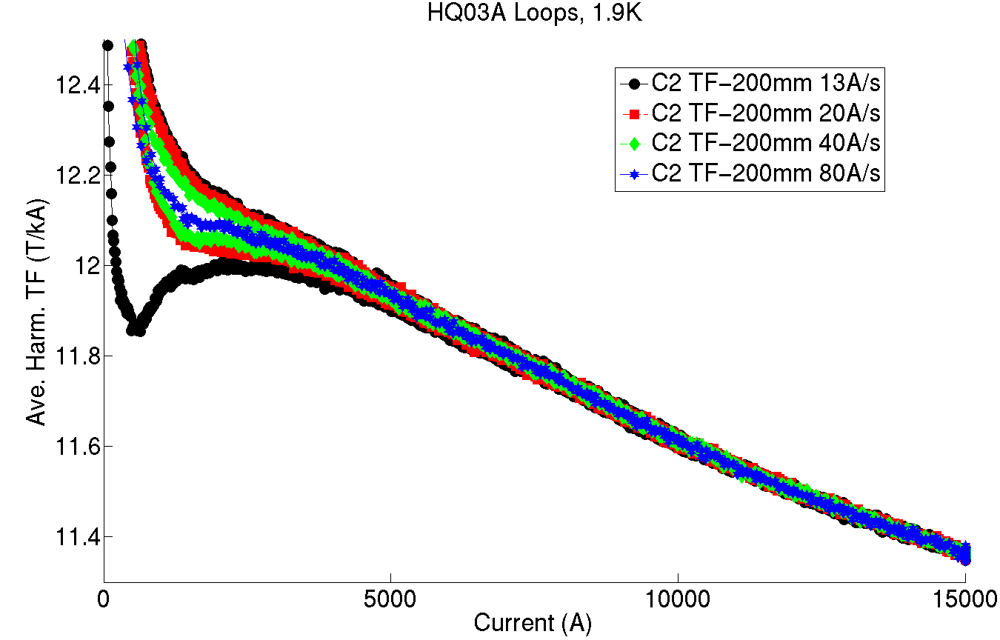 HQ03A Loops, 1.9K
C2 TF−200mm 13A/s
C2 TF−200mm 20A/s
C2 TF−200mm 40A/s
C2 TF−200mm 80A/s
Ave. Harm. TF (T/kA)
12.4
12.2
12
11.8
11.6
11.4
0
5000
10000
15000
Current (A)